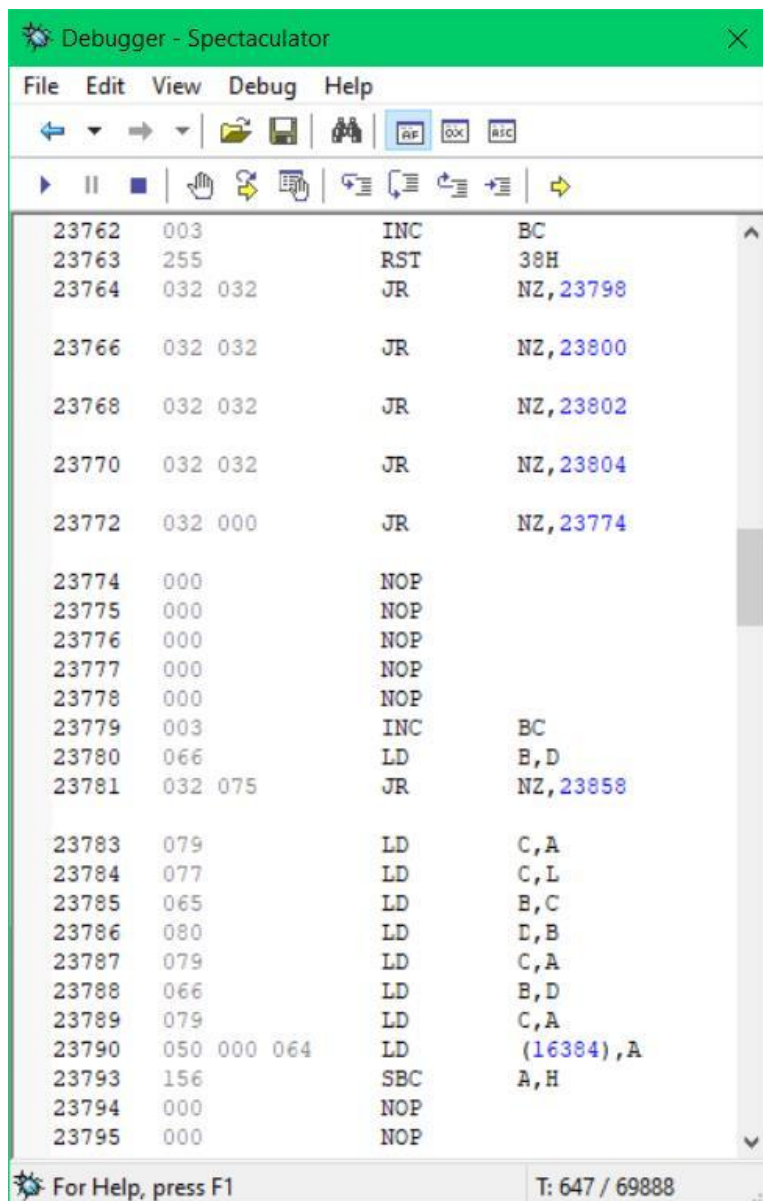 Debugger - Spectaculator
File Edit View Debug Help
AF 0X ASC
23762 003 INC BC
23763 255 RST 38H
23764 032 032 JR NZ,23798
23766 032 032 JR NZ,23800
23768 032 032 JR NZ,23802
23770 032 032 JR NZ,23804
23772 032 000 JR NZ,23774
23774 000 NOP
23775 000 NOP
23776 000 NOP
23777 000 NOP
23778 000 NOP
23779 003 INC BC
23780 066 LD B,D
23781 032 075 JR NZ,23858
23783 079 LD C,A
23784 077 LD C,L
23785 065 LD B,C
23786 080 LD D,B
23787 079 LD C,A
23788 066 LD B,D
23789 079 LD C,A
23790 050 000 064 LD (16384),A
23793 156 SBC A,H
23794 000 NOP
23795 000 NOP
For Help, press F1 T: 647 / 69888